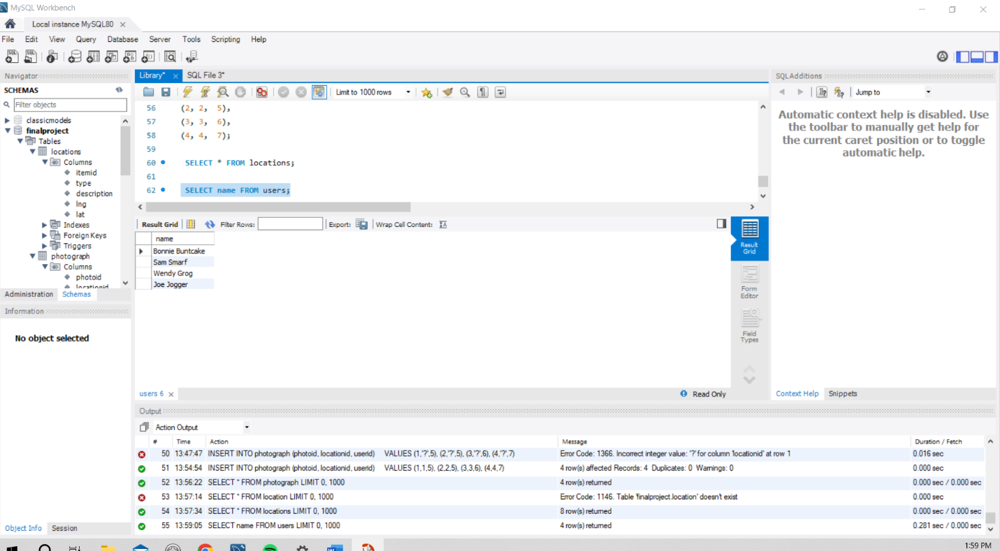 MySQL Workbench
Local instance MySQL80
File Edit View Query Database Server Tools Scripting Help
Navigator
SCHEMAS
Filter objects
classicmodels
finalproject
Tables
locations
Columns
itemid
type
description
lng
lat
Indexes
Foreign Keys
Triggers
photograph
Columns
photoid
locationid
Administration Schemas
Information
No object selected
Object Info Session
Library* SQL File 3*
Limit to 1000 rows
56 (2, 2, 5),
57 (3, 3, 6),
58 (4, 4, 7);
59
60 SELECT * FROM locations;
61
62 SELECT name FROM users;
Result Grid Filter Rows: Export: Wrap Cell Content:
name
Bonnie Buntcake
Sam Smarf
Wendy Grog
Joe Jogger
Result Grid
Form Editor
Field Types
users 6 Read Only
SQLAdditions
Jump to
Automatic context help is disabled. Use
the toolbar to manually get help for
the current caret position or to toggle
automatic help.
Context Help Snippets
Output
Action Output
# Time Action Message Duration / Fetch
50 13:47:47 INSERT INTO photograph (photoid, locationid, userid) VALUES (1,'?',5), (2,'?',5), (3,'?',6), (4,'?',7) Error Code: 1366. Incorrect integer value: '?' for column 'locationid' at row 1 0.016 sec
51 13:54:54 INSERT INTO photograph (photoid, locationid, userid) VALUES (1,1,5), (2,2,5), (3,3,6), (4,4,7) 4 row(s) affected Records: 4 Duplicates: 0 Warnings: 0 0.000 sec
52 13:56:22 SELECT * FROM photograph LIMIT 0, 1000 4 row(s) returned 0.000 sec / 0.000 sec
53 13:57:14 SELECT * FROM location LIMIT 0, 1000 Error Code: 1146. Table 'finalproject.location' doesn't exist 0.000 sec
54 13:57:34 SELECT * FROM locations LIMIT 0, 1000 8 row(s) returned 0.000 sec / 0.000 sec
55 13:59:05 SELECT name FROM users LIMIT 0, 1000 4 row(s) returned 0.281 sec / 0.000 sec
1:59 PM